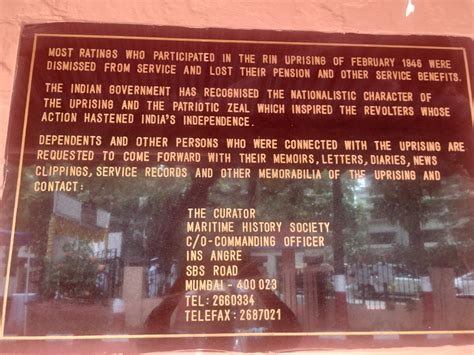 MOST RATINGS WHO PARTICIPATED IN THE RIN UPRISING OF FEBRUARY 1946 WERE
DISMISSED FROM SERVICE AND LOST THEIR PENSION AND OTHER SERVICE BENEFITS.
THE INDIAN GOVERNMENT HAS RECOGNISED THE NATIONALISTIC CHARACTER OF
THE UPRISING AND THE PATRIOTIC ZEAL WHICH INSPIRED THE REVOLTERS WHOSE
ACTION HASTENED INDIA'S INDEPENDENCE.
DEPENDENTS AND OTHER PERSONS WHO WERE CONNECTED WITH THE UPRISING ARE
REQUESTED TO COME FORWARD WITH THEIR MEMOIRS, LETTERS, DIARIES, NEWS
CLIPPINGS, SERVICE RECORDS AND OTHER MEMORABILIA OF THE UPRISING AND
CONTACT:
THE CURATOR
MARITIME HISTORY SOCIETY
C/O-COMMANDING OFFICER
INS ANGRE
SBS ROAD
MUMBAI - 400 023
TEL: 2660334
TELEFAX: 2687021